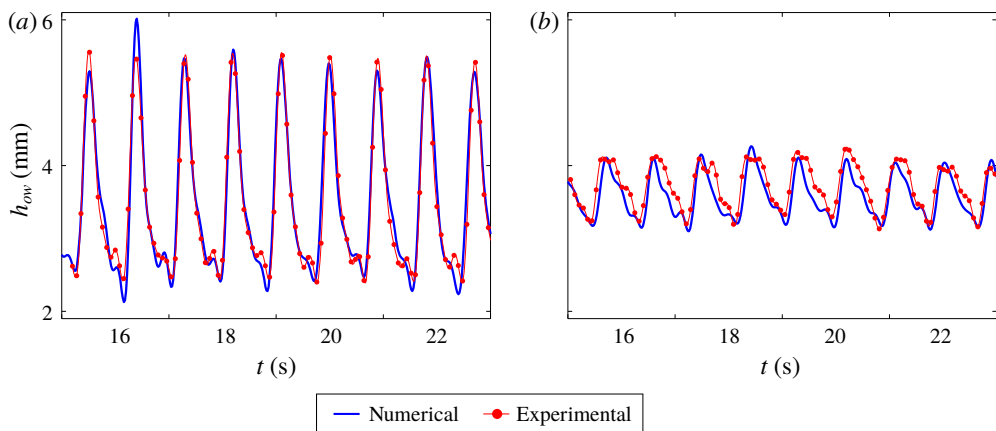 (a)
(b)
6
4
2
h_ow (mm)
16 18 20 22
16 18 20 22
t (s)
t (s)
Numerical Experimental